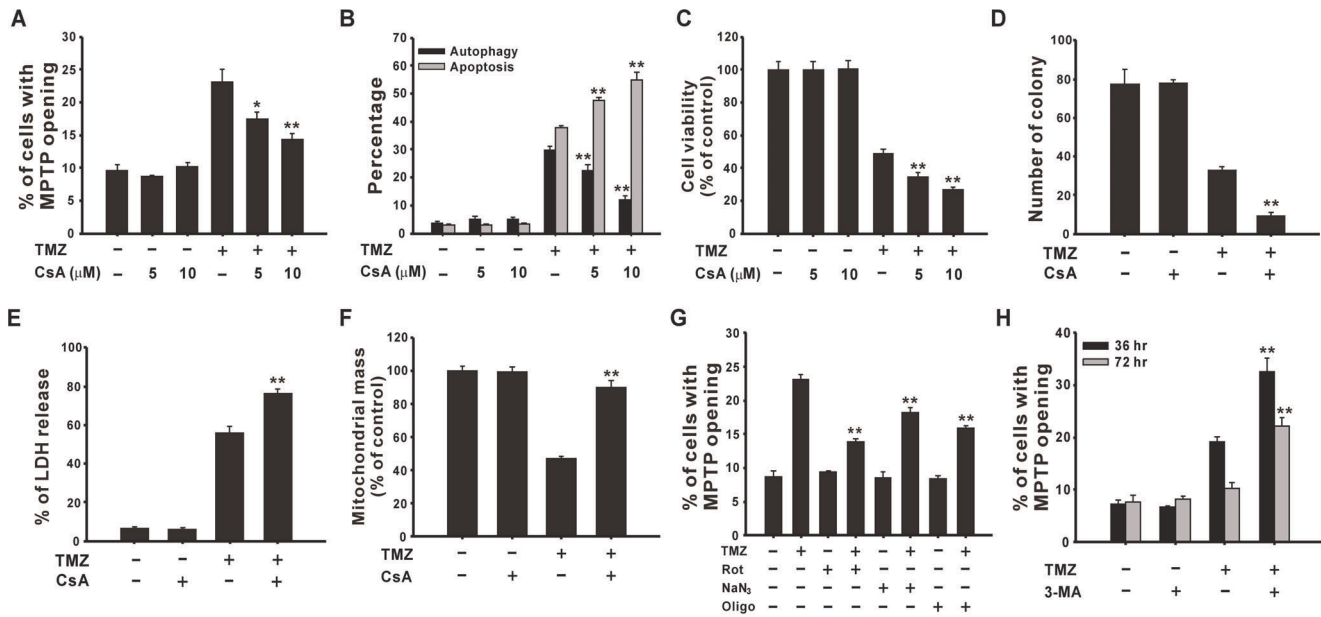 A
% of cells with
MPTP opening
30
25
20
15
10
5
0
*
**
TMZ − − − + + +
CsA (μM) − 5 10 − 5 10
B
Percentage
70
60
50
40
30
20
10
0
Autophagy
Apoptosis
** **
** **
TMZ − − − + + +
CsA (μM) − 5 10 − 5 10
C
Cell viability
(% of control)
120
100
80
60
40
20
0
** **
TMZ − − − + + +
CsA (μM) − 5 10 − 5 10
D
Number of colony
100
80
60
40
20
0
**
TMZ − − + +
CsA − + − +
E
% of LDH release
100
80
60
40
20
0
**
TMZ − − + +
CsA − + − +
F
Mitochondrial mass
(% of control)
120
100
80
60
40
20
0
**
TMZ − − + +
CsA − + − +
G
% of cells with
MPTP opening
30
25
20
15
10
5
0
** ** **
TMZ − + − + − + − +
Rot − − + + − − − −
NaN₃ − − − − + + − −
Oligo − − − − − − + +
H
% of cells with
MPTP opening
40
30
20
10
0
36 hr
72 hr
**
**
TMZ − − + +
3-MA − + − +